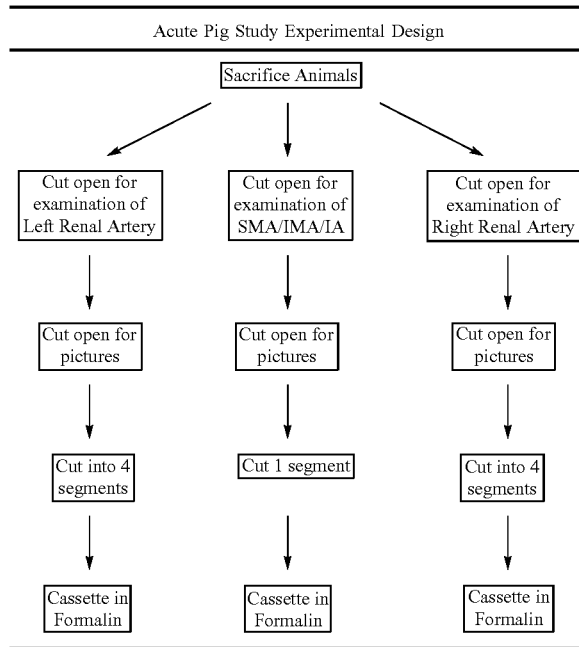 Acute Pig Study Experimental Design
Sacrifice Animals
Cut open for
examination of
Left Renal Artery
Cut open for
examination of
SMA/IMA/IA
Cut open for
examination of
Right Renal Artery
Cut open for
pictures
Cut open for
pictures
Cut open for
pictures
Cut into 4
segments
Cut 1 segment
Cut into 4
segments
Cassette in
Formalin
Cassette in
Formalin
Cassette in
Formalin